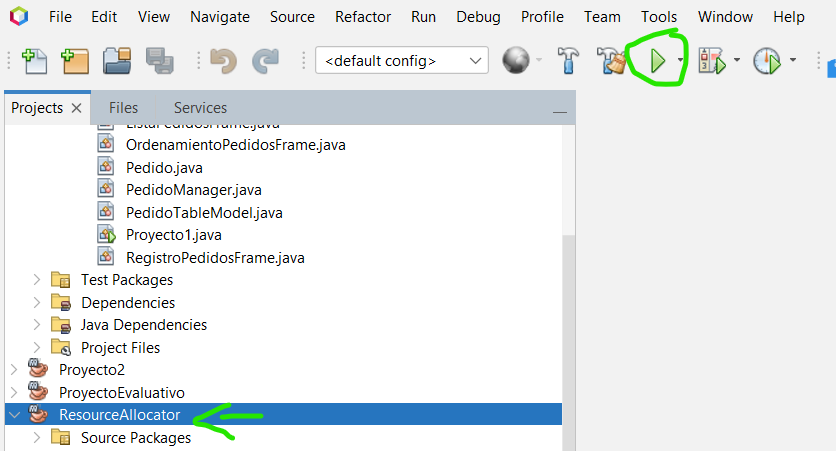 File Edit View Navigate Source Refactor Run Debug Profile Team Tools Window Help
<default config>
Projects Files Services
ListaPedidosFrame.java
OrdenamientoPedidosFrame.java
Pedido.java
PedidoManager.java
PedidoTableModel.java
Proyecto1.java
RegistroPedidosFrame.java
Test Packages
Dependencies
Java Dependencies
Project Files
Proyecto2
ProyectoEvaluativo
ResourceAllocator
Source Packages